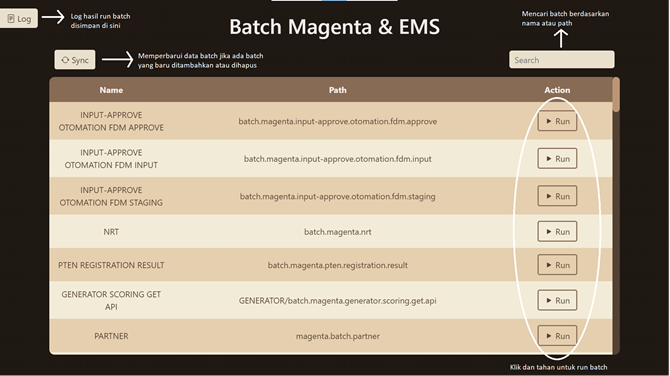 Log
Log hasil run batch
disimpan di sini
Batch Magenta & EMS
Mencari batch berdasarkan
nama atau path
Sync
Memperbarui data batch jika ada batch
yang baru ditambahkan atau dihapus
Search
Name Path Action
INPUT-APPROVE
OTOMATION FDM APPROVE
batch.magenta.input-approve.otomation.fdm.approve
Run
INPUT-APPROVE
OTOMATION FDM INPUT
batch.magenta.input-approve.otomation.fdm.input
Run
INPUT-APPROVE
OTOMATION FDM STAGING
batch.magenta.input-approve.otomation.fdm.staging
Run
NRT batch.magenta.nrt Run
PTEN REGISTRATION RESULT batch.magenta.pten.registration.result Run
GENERATOR SCORING GET
API
GENERATOR/batch.magenta.generator.scoring.get.api
Run
PARTNER magenta.batch.partner Run
Klik dan tahan untuk run batch